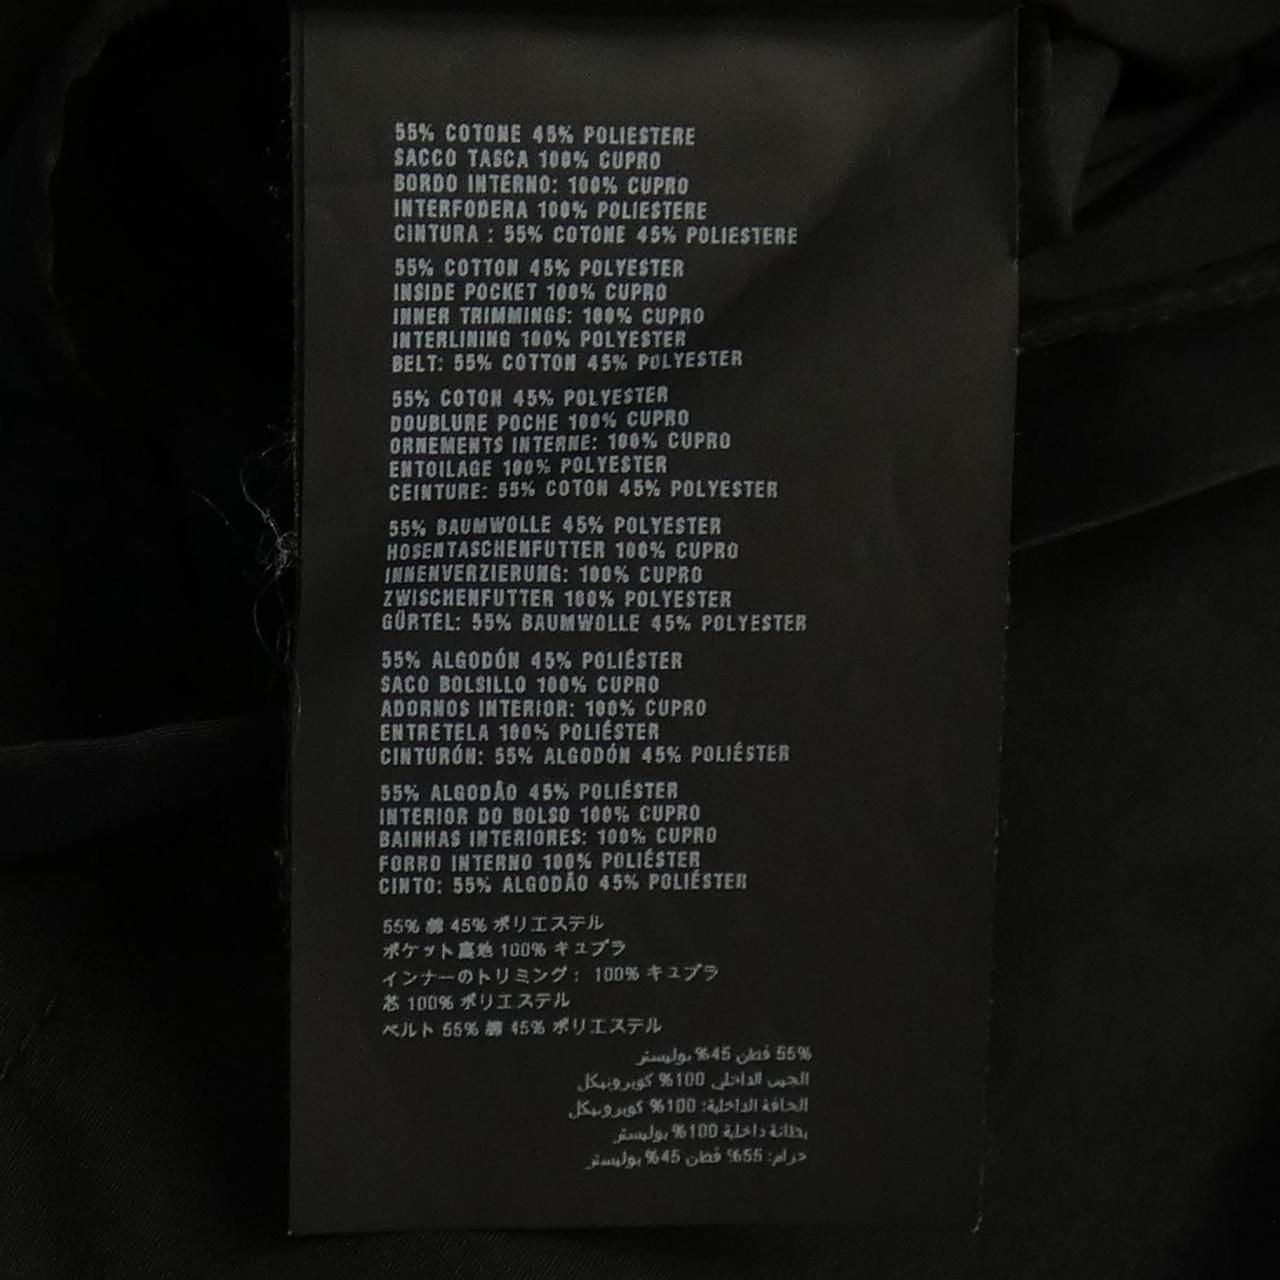 55% COTONE 45% POLIESTERE
SACCO TASCA 100% CUPRO
BORDO INTERNO: 100% CUPRO
INTERFODERA 100% POLIESTERE
CINTURA : 55% COTONE 45% POLIESTERE
55% COTTON 45% POLYESTER
INSIDE POCKET 100% CUPRO
INNER TRIMMINGS: 100% CUPRO
INTERLINING 100% POLYESTER
BELT: 55% COTTON 45% POLYESTER
55% COTON 45% POLYESTER
DOUBLURE POCHE 100% CUPRO
ORNEMENTS INTERNE: 100% CUPRO
ENTOILAGE 100% POLYESTER
CEINTURE: 55% COTON 45% POLYESTER
55% BAUMWOLLE 45% POLYESTER
HOSENTASCHENFUTTER 100% CUPRO
INNENVERZIERUNG: 100% CUPRO
ZWISCHENFUTTER 100% POLYESTER
GÜRTEL: 55% BAUMWOLLE 45% POLYESTER
55% ALGODÓN 45% POLIÉSTER
SACO BOLSILLO 100% CUPRO
ADORNOS INTERIOR: 100% CUPRO
ENTRETELA 100% POLIÉSTER
CINTURÓN: 55% ALGODÓN 45% POLIÉSTER
55% ALGODÃO 45% POLIÉSTER
INTERIOR DO BOLSO 100% CUPRO
BAINHAS INTERIORES: 100% CUPRO
FORRO INTERNO 100% POLIÉSTER
CINTO: 55% ALGODÃO 45% POLIÉSTER
55% 綿 45% ポリエステル
ポケット裏地 100% キュプラ
インナーのトリミング： 100% キュプラ
芯 100% ポリエステル
ベルト 55% 綿 45% ポリエステル
55% قطن 45% بوليستر
الجيب الداخلي 100% كوبرونيكل
الحافة الداخلية: 100% كوبرونيكل
بطانة داخلية 100% بوليستر
حزام: 55% قطن 45% بوليستر